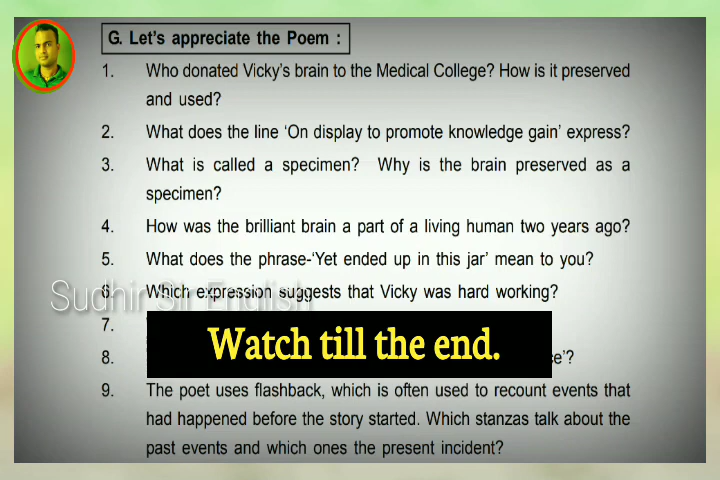 G. Let's appreciate the Poem :
1. Who donated Vicky's brain to the Medical College? How is it preserved
and used?
2. What does the line 'On display to promote knowledge gain' express?
3. What is called a specimen? Why is the brain preserved as a
specimen?
4. How was the brilliant brain a part of a living human two years ago?
5. What does the phrase-'Yet ended up in this jar' mean to you?
6. Which expression suggests that Vicky was hard working?
Sudhir Sir English
7.
Watch till the end.
8.
9. The poet uses flashback, which is often used to recount events that
had happened before the story started. Which stanzas talk about the
past events and which ones the present incident?